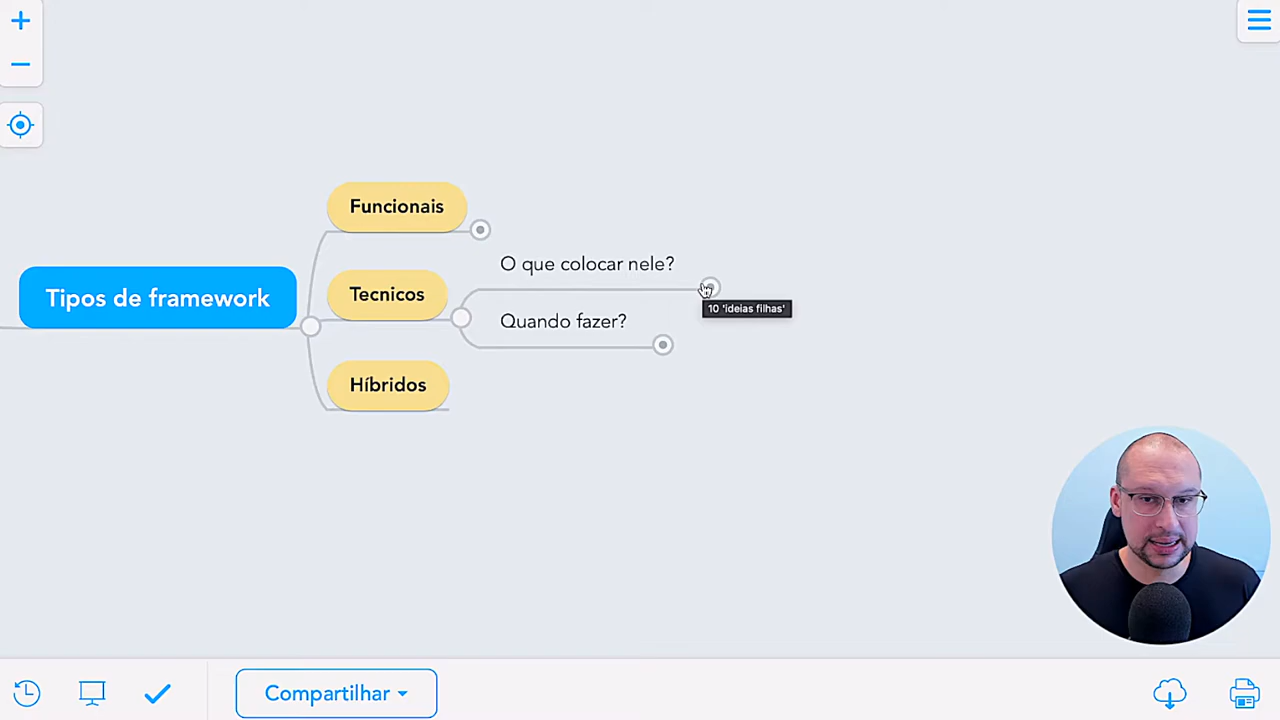 Funcionais
O que colocar nele?
Tipos de framework
Tecnicos
10 'ideias filhas'
Quando fazer?
Híbridos
Compartilhar